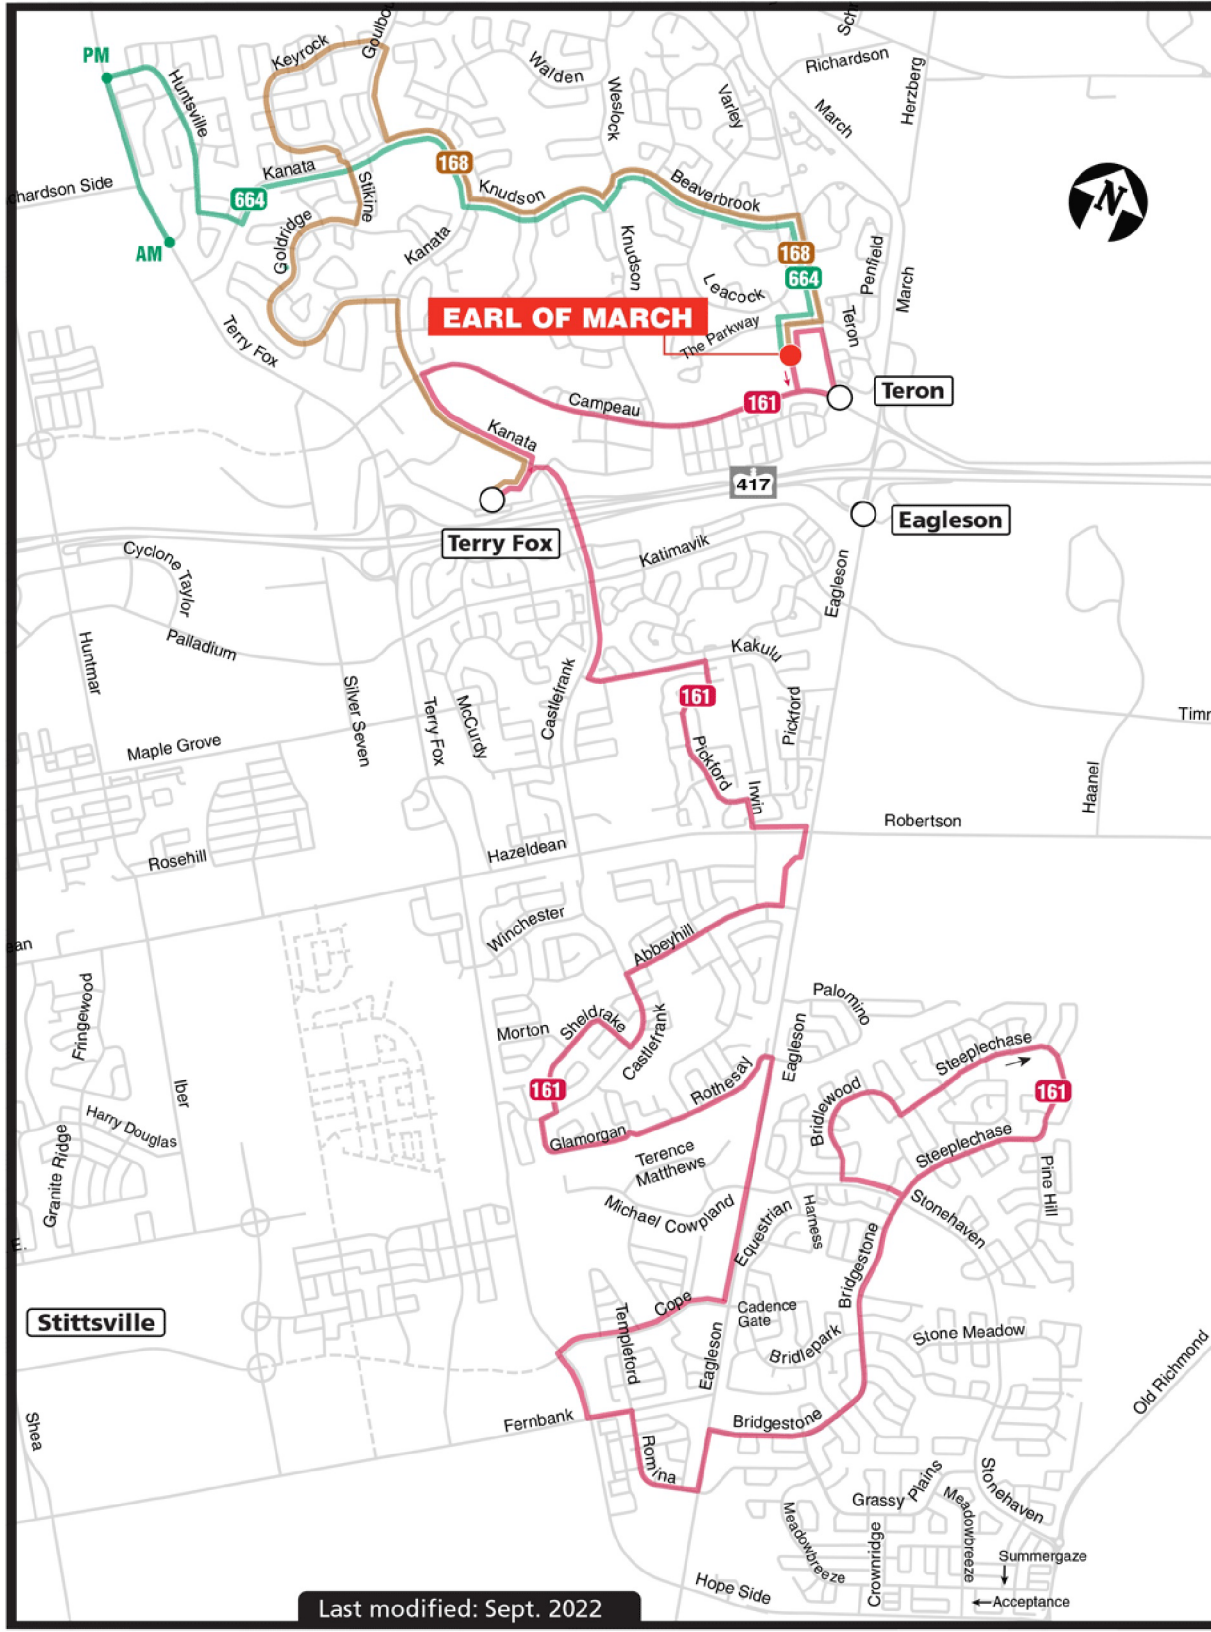 Goulbou
Sch
PM
Keyrock
Walden
Richardson
Huntsville
Weslock
Varley
Herzberg
March
chardson Side
Kanata
168
Knudson
Beaverbrook
664
Stikine
Goldridge
Kanata
Knudson
AM
168
664
Leacock
Penfield
March
N
EARL OF MARCH
The Parkway
Teron
Terry Fox
Teron
Campeau
161
Kanata
417
Terry Fox
Eagleson
Katimavik
Cyclone Taylor
Eagleson
Palladium
Huntmar
Kakulu
161
Silver Seven
Terry Fox
McCurdy
Castlefrank
Pickford
Pickford
Timr
Maple Grove
Irwin
Haanel
Robertson
Rosehill
Hazeldean
ean
Winchester
Abbeyhill
Fringewood
Palomino
Morton
Sheldrake
Castlefrank
Eagleson
Steeplechase
161
Rothesay
161
Iber
Bridlewood
Harry Douglas
Glamorgan
Steeplechase
Terence
Matthews
Granite Ridge
Pine Hill
Michael Cowpland
Equestrian
Harness
Stonehaven
E.
Bridgestone
Stittsville
Cope
Cadence
Gate
Templeford
Eagleson
Bridlepark
Stone Meadow
Old Richmond
Shea
Fernbank
Bridgestone
Romina
Stonehaven
Grassy Plains
Meadowbreeze
Meadowbreeze
Crownridge
Summergaze
Hope Side
Acceptance
Last modified: Sept. 2022